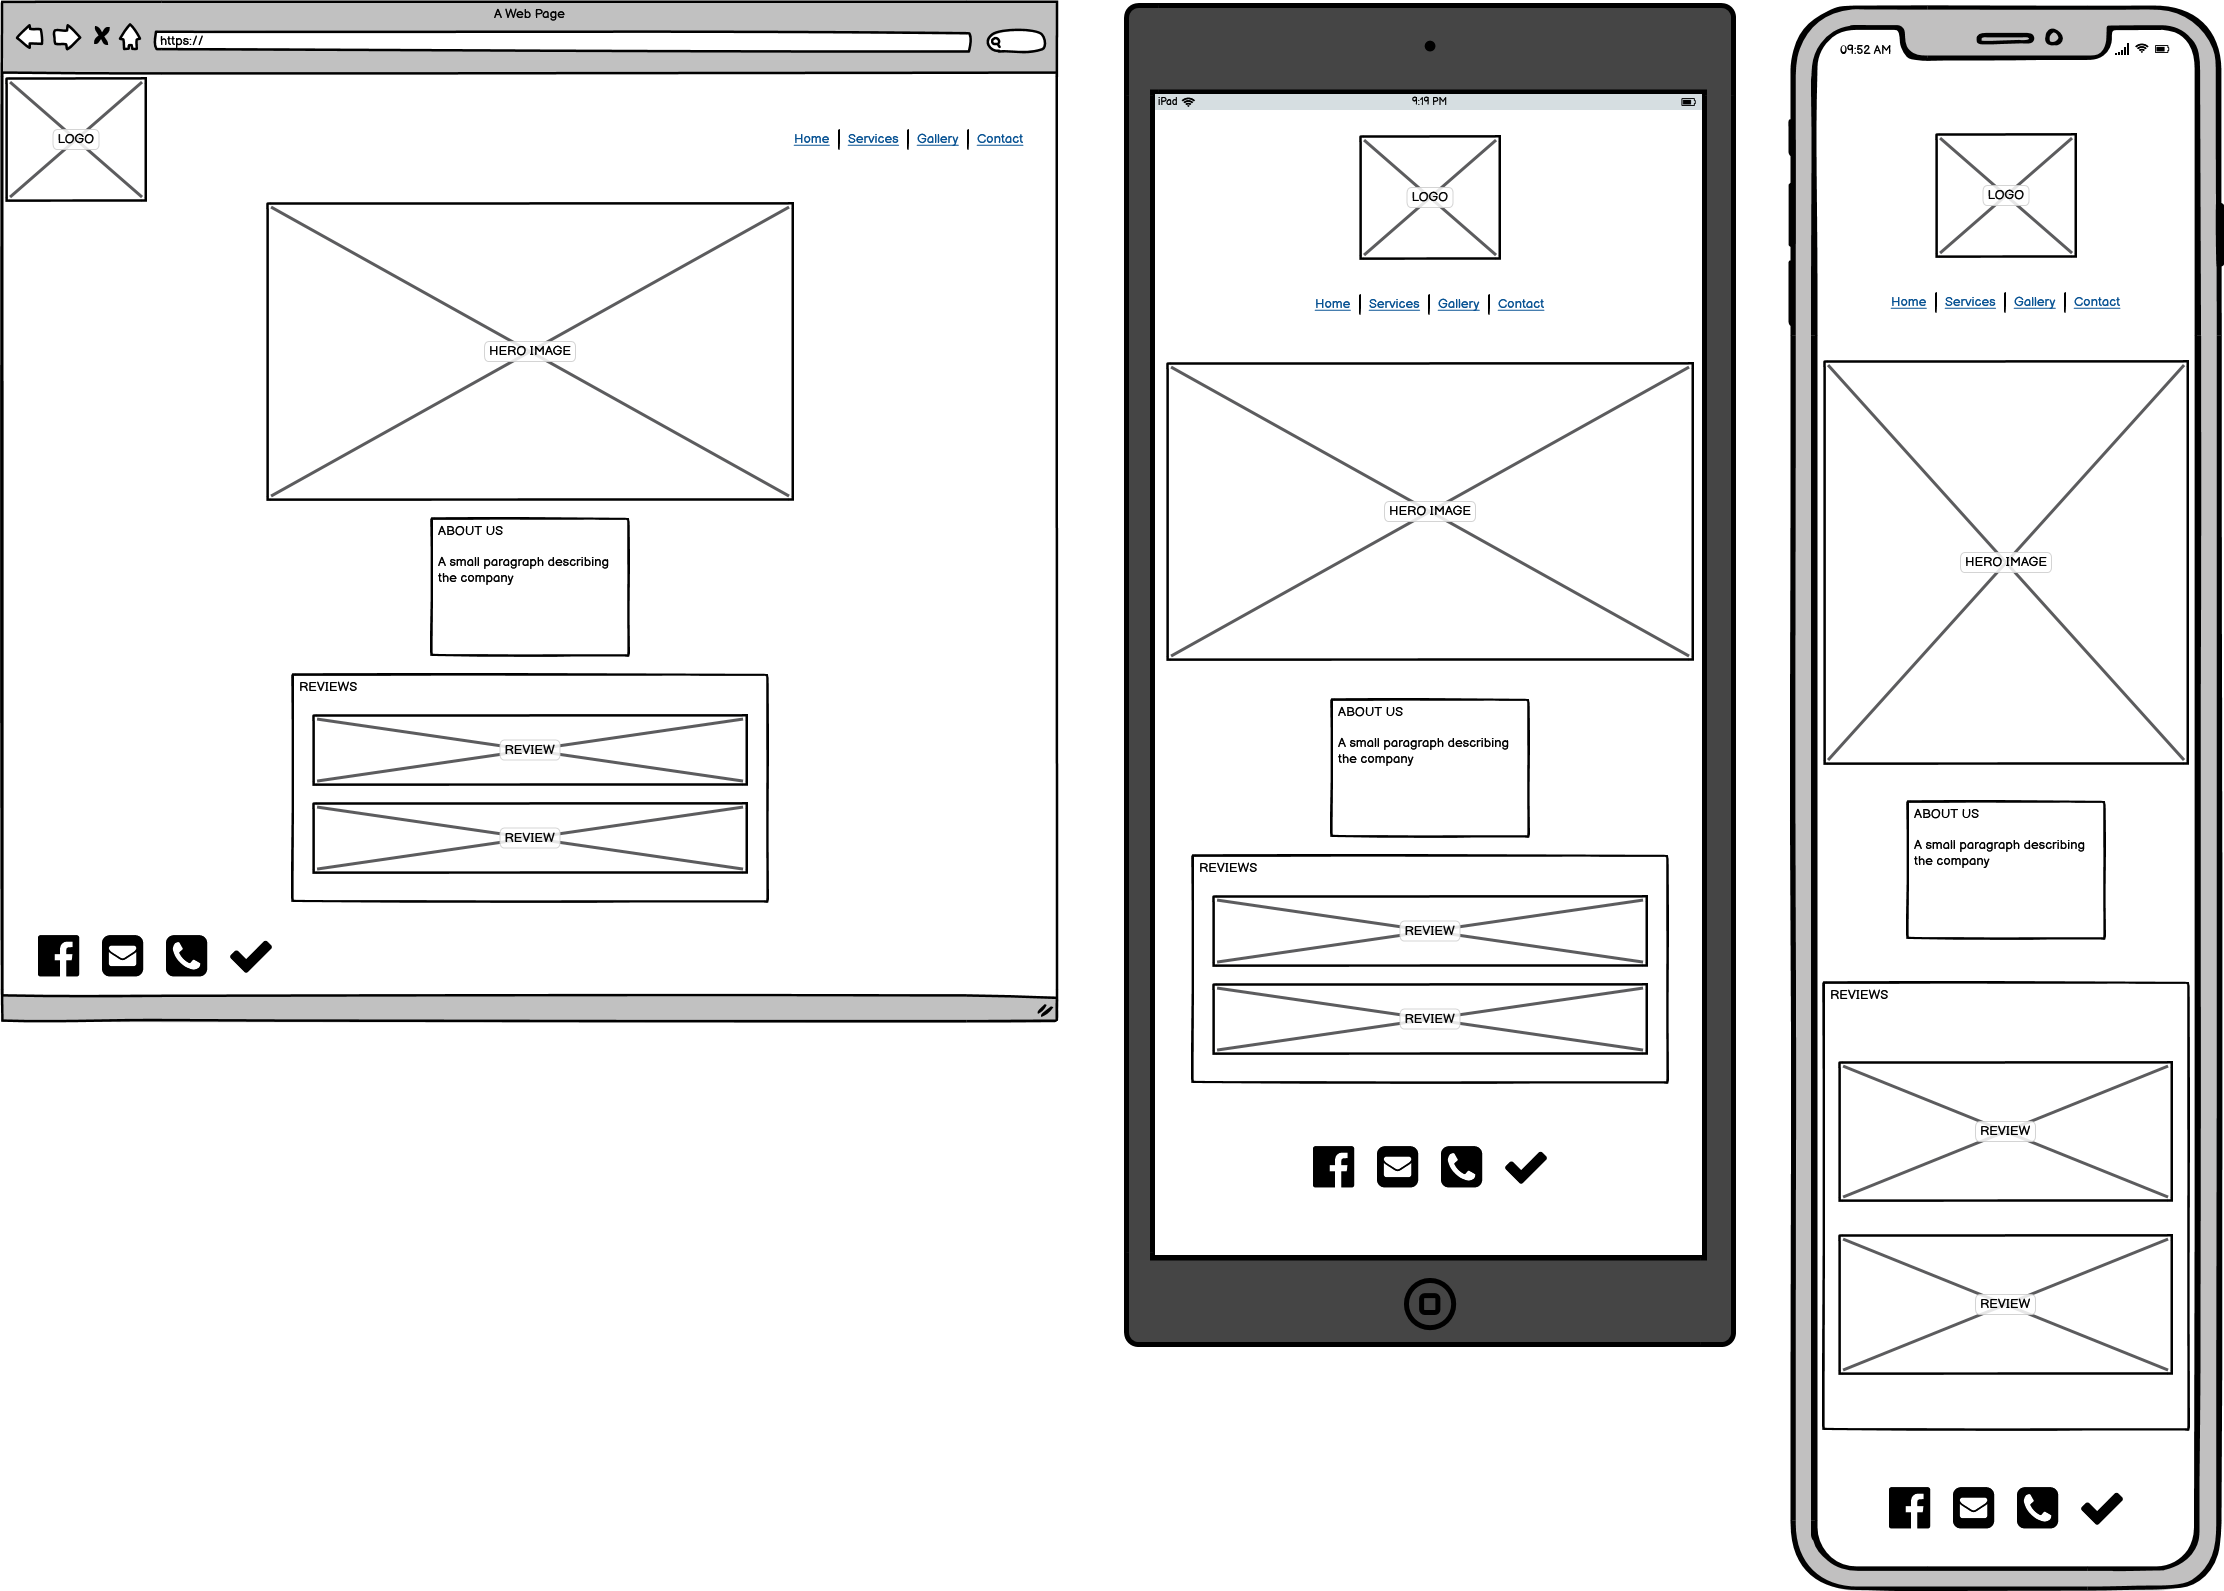 A Web Page
https://
LOGO
Home Services Gallery Contact
HERO IMAGE
ABOUT US
A small paragraph describing
the company
REVIEWS
REVIEW
REVIEW
iPad 9:19 PM
LOGO
Home Services Gallery Contact
HERO IMAGE
ABOUT US
A small paragraph describing
the company
REVIEWS
REVIEW
REVIEW
09:52 AM
LOGO
Home Services Gallery Contact
HERO IMAGE
ABOUT US
A small paragraph describing
the company
REVIEWS
REVIEW
REVIEW